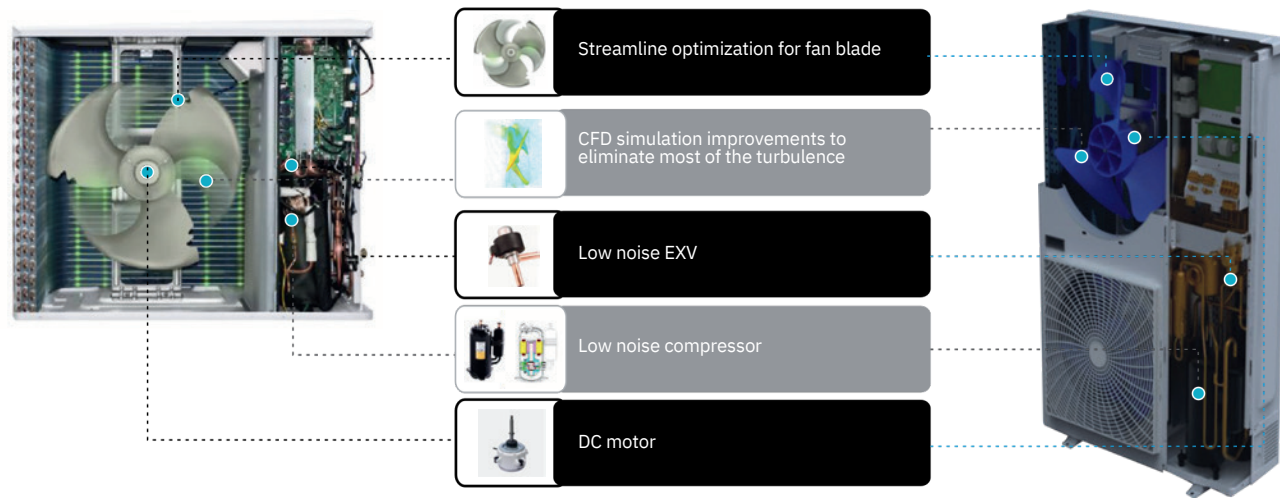 Streamline optimization for fan blade
CFD simulation improvements to
eliminate most of the turbulence
Low noise EXV
Low noise compressor
DC motor